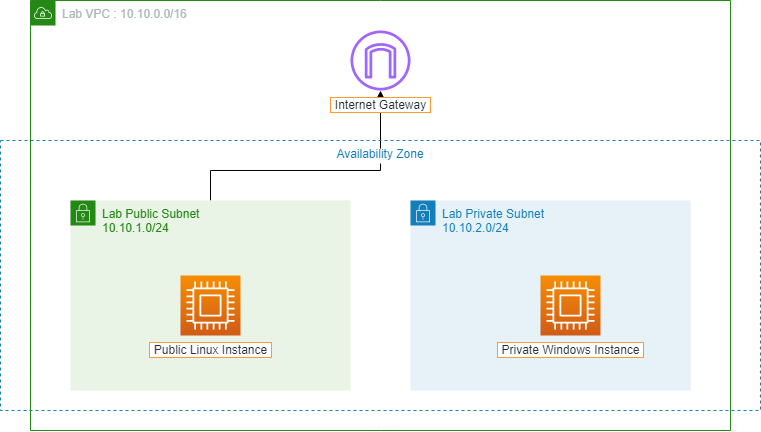 Lab VPC : 10.10.0.0/16
Internet Gateway
Availability Zone
Lab Public Subnet
10.10.1.0/24
Lab Private Subnet
10.10.2.0/24
Public Linux Instance
Private Windows Instance